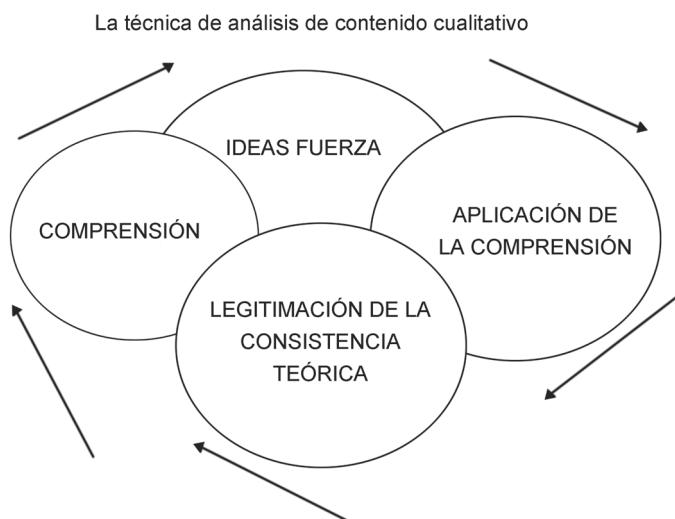 La técnica de análisis de contenido cualitativo
IDEAS FUERZA
COMPRENSIÓN
APLICACIÓN DE
LA COMPRENSIÓN
LEGITIMACIÓN DE LA
CONSISTENCIA
TEÓRICA